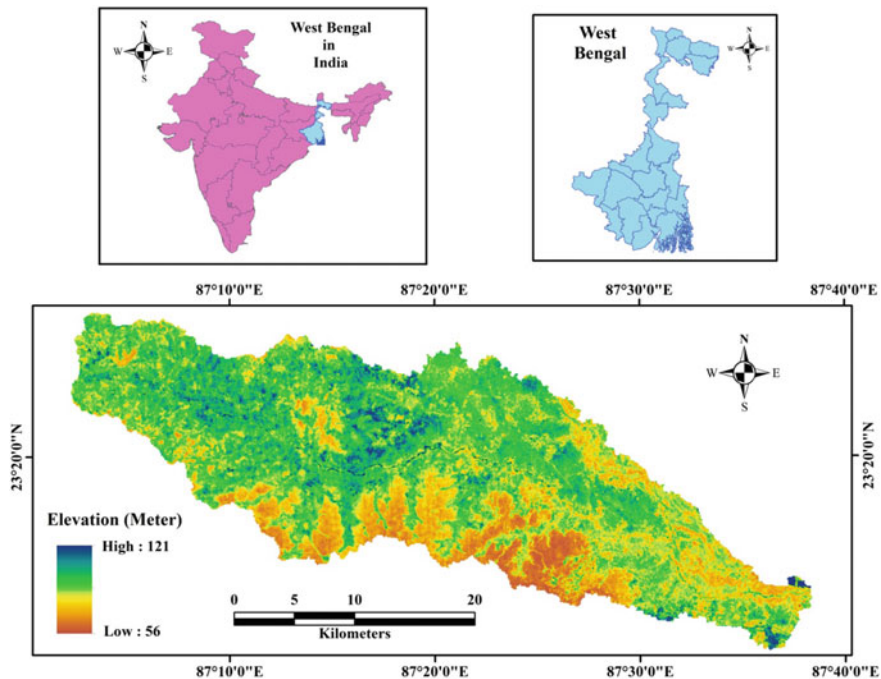 West Bengal
in
India
N
W E
S
West
Bengal
N
W E
S
87°10'0"E 87°20'0"E 87°30'0"E 87°40'0"E
N
W E
S
23°20'0"N 23°20'0"N
Elevation (Meter)
High : 121
Low : 56
0 5 10 20
Kilometers
87°10'0"E 87°20'0"E 87°30'0"E 87°40'0"E